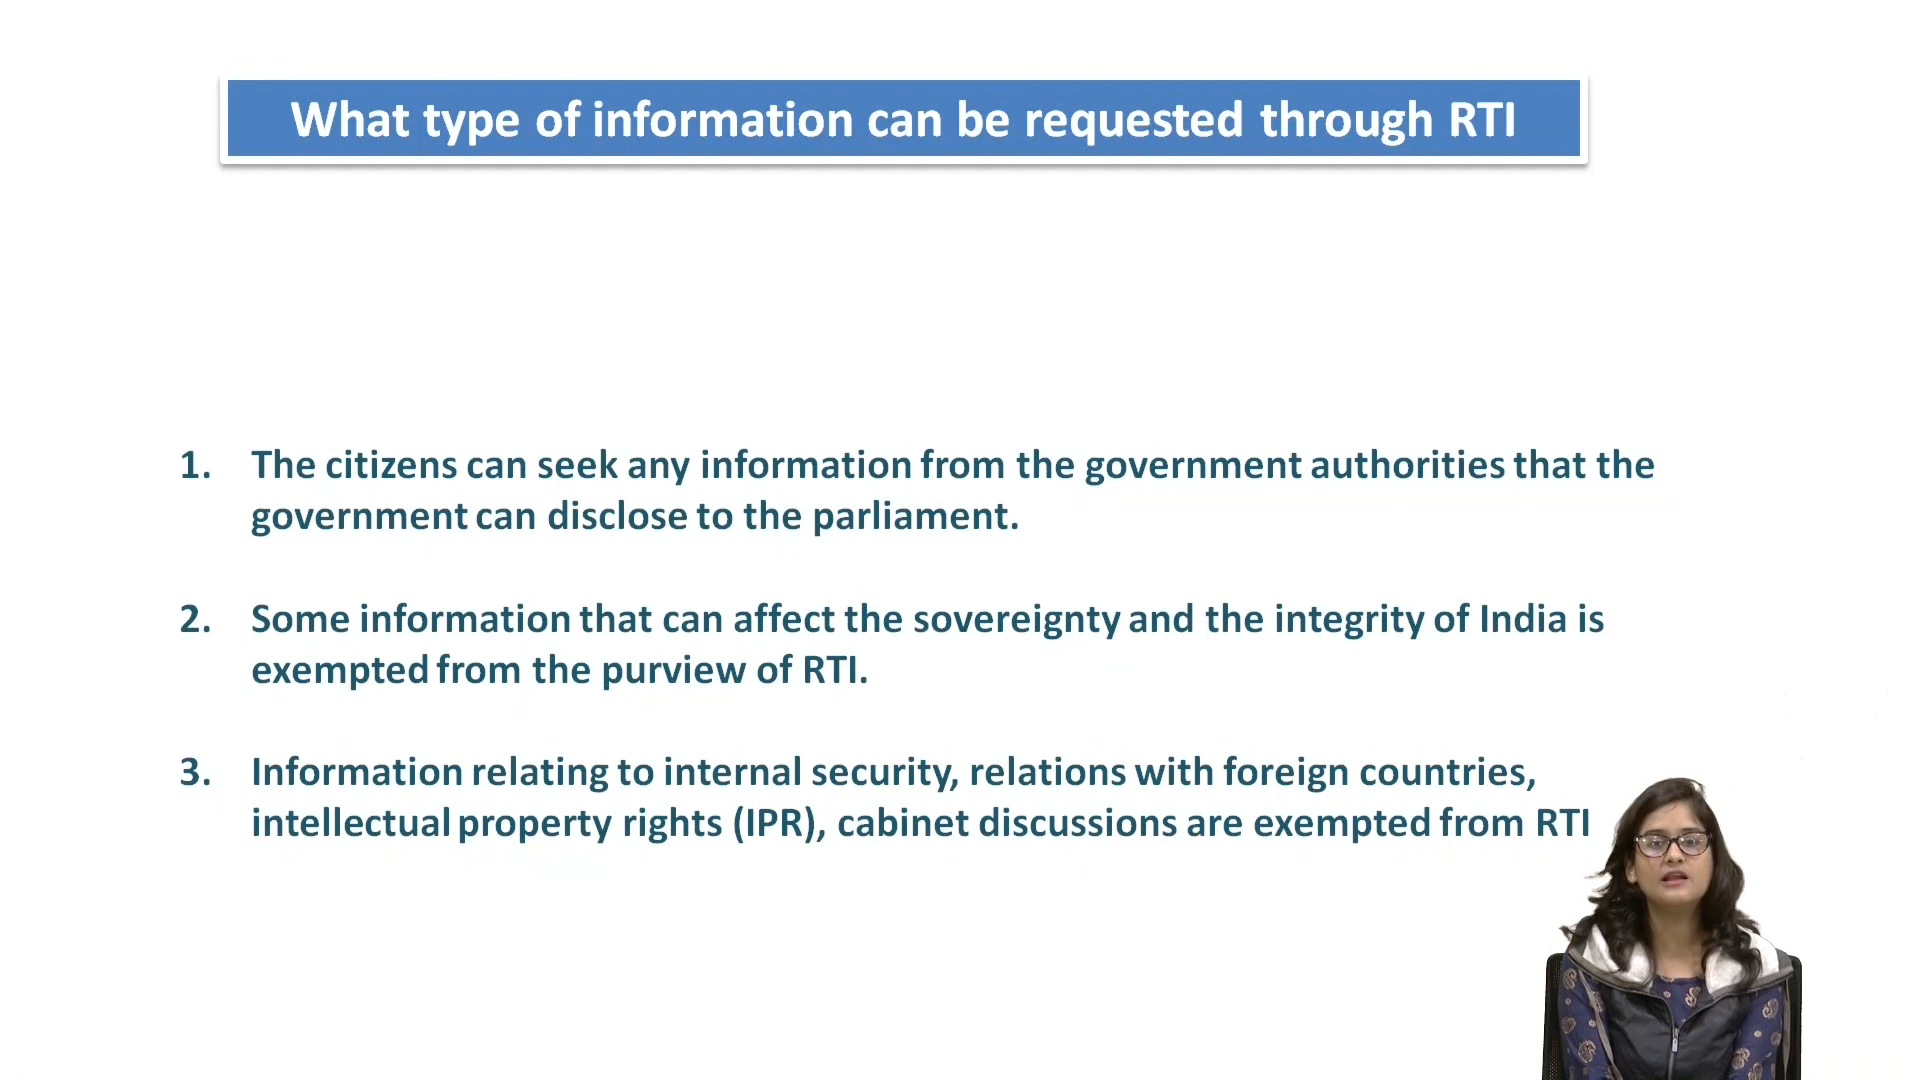 What type of information can be requested through RTI
1. The citizens can seek any information from the government authorities that the
government can disclose to the parliament.
2. Some information that can affect the sovereignty and the integrity of India is
exempted from the purview of RTI.
3. Information relating to internal security, relations with foreign countries,
intellectual property rights (IPR), cabinet discussions are exempted from RTI